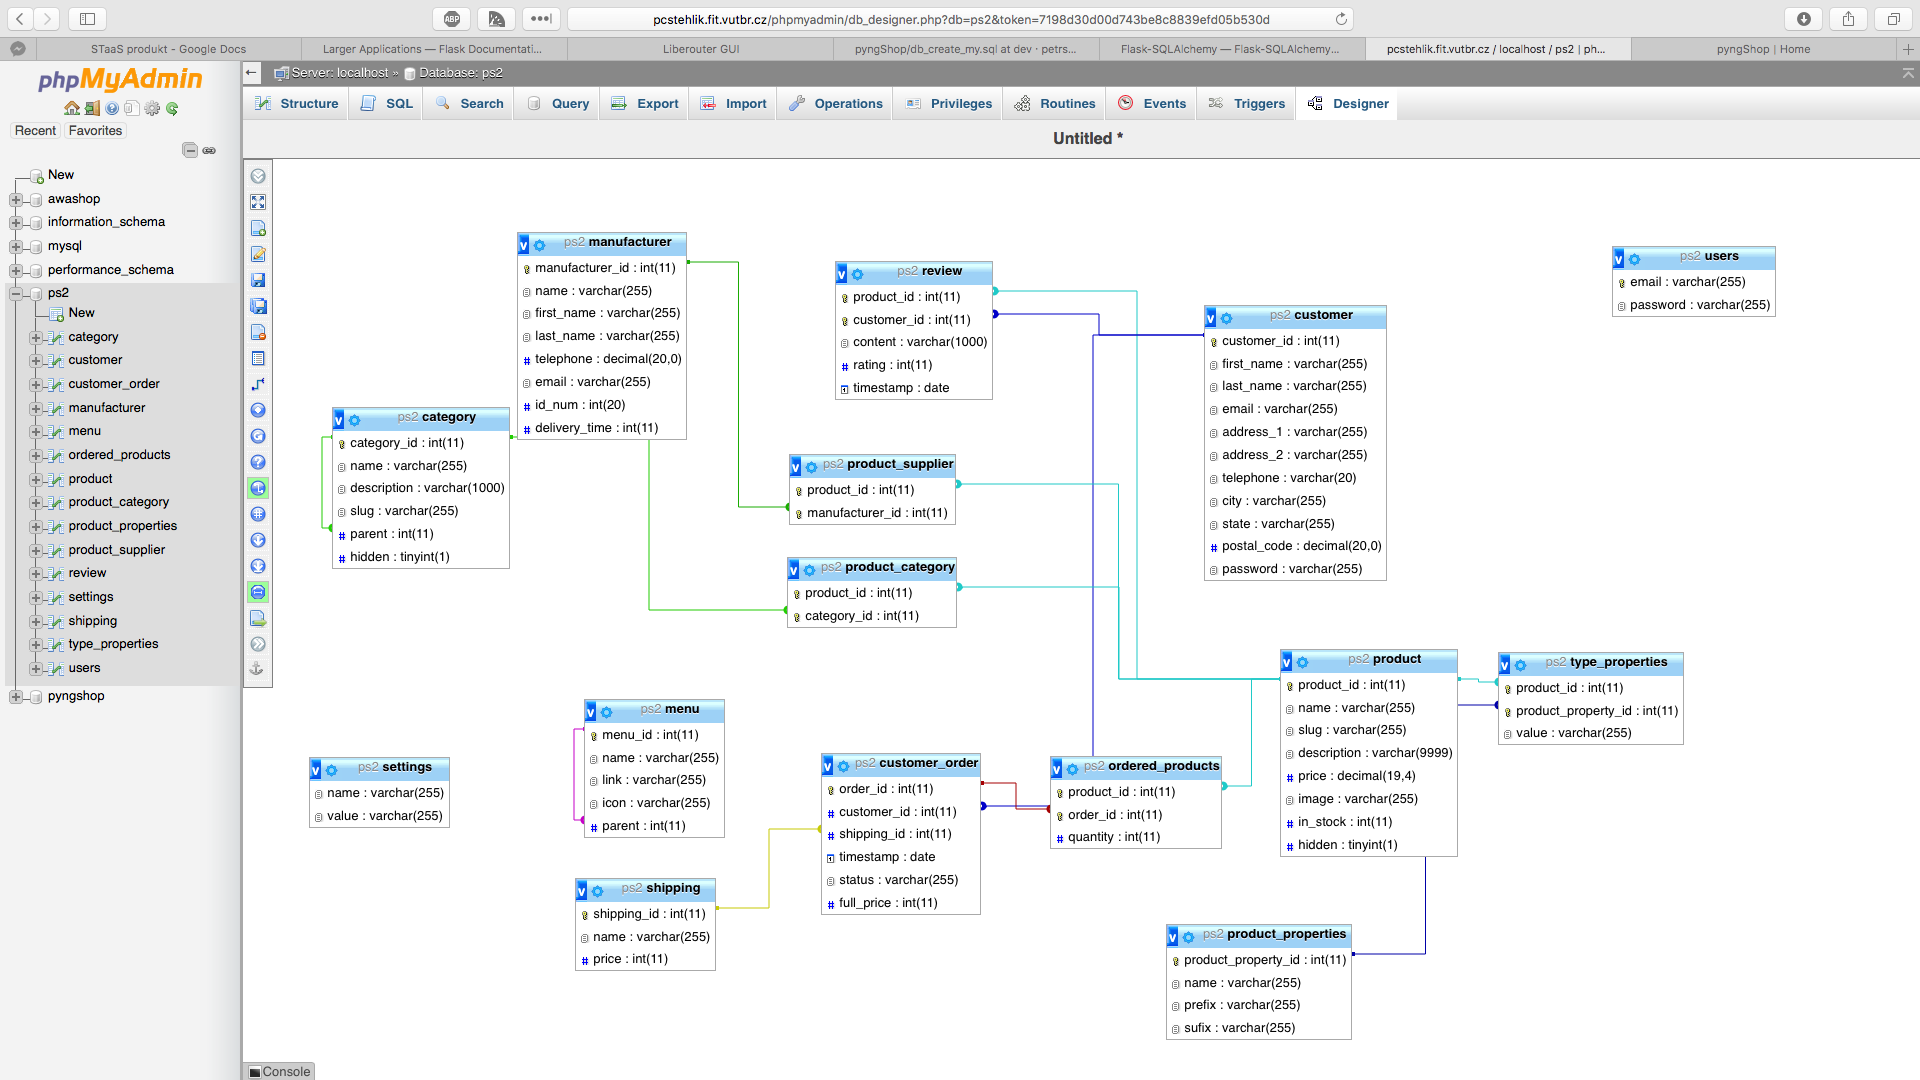 ABP
pcstehlik.fit.vutbr.cz/phpmyadmin/db_designer.php?db=ps2&token=7198d30d00d743be8c8839efd05b530d
STaaS produkt - Google Docs
Larger Applications — Flask Documentati...
Liberouter GUI
pyngShop/db_create_my.sql at dev · petrs...
Flask-SQLAlchemy — Flask-SQLAlchemy...
pcstehlik.fit.vutbr.cz / localhost / ps2 | ph...
pyngShop | Home
phpMyAdmin
Recent
Favorites
New
awashop
information_schema
mysql
performance_schema
ps2
New
category
customer
customer_order
manufacturer
menu
ordered_products
product
product_category
product_properties
product_supplier
review
settings
shipping
type_properties
users
pyngshop
Server: localhost » Database: ps2
Structure
SQL
Search
Query
Export
Import
Operations
Privileges
Routines
Events
Triggers
Designer
Untitled *
ps2 manufacturer
manufacturer_id : int(11)
name : varchar(255)
first_name : varchar(255)
last_name : varchar(255)
telephone : decimal(20,0)
email : varchar(255)
id_num : int(20)
delivery_time : int(11)
ps2 review
product_id : int(11)
customer_id : int(11)
content : varchar(1000)
rating : int(11)
timestamp : date
ps2 users
email : varchar(255)
password : varchar(255)
ps2 customer
customer_id : int(11)
first_name : varchar(255)
last_name : varchar(255)
email : varchar(255)
address_1 : varchar(255)
address_2 : varchar(255)
telephone : varchar(20)
city : varchar(255)
state : varchar(255)
postal_code : decimal(20,0)
password : varchar(255)
ps2 category
category_id : int(11)
name : varchar(255)
description : varchar(1000)
slug : varchar(255)
parent : int(11)
hidden : tinyint(1)
ps2 product_supplier
product_id : int(11)
manufacturer_id : int(11)
ps2 product_category
product_id : int(11)
category_id : int(11)
ps2 product
product_id : int(11)
name : varchar(255)
slug : varchar(255)
description : varchar(9999)
price : decimal(19,4)
image : varchar(255)
in_stock : int(11)
hidden : tinyint(1)
ps2 type_properties
product_id : int(11)
product_property_id : int(11)
value : varchar(255)
ps2 menu
menu_id : int(11)
name : varchar(255)
link : varchar(255)
icon : varchar(255)
parent : int(11)
ps2 settings
name : varchar(255)
value : varchar(255)
ps2 customer_order
order_id : int(11)
customer_id : int(11)
shipping_id : int(11)
timestamp : date
status : varchar(255)
full_price : int(11)
ps2 ordered_products
product_id : int(11)
order_id : int(11)
quantity : int(11)
ps2 shipping
shipping_id : int(11)
name : varchar(255)
price : int(11)
ps2 product_properties
product_property_id : int(11)
name : varchar(255)
prefix : varchar(255)
sufix : varchar(255)
Console